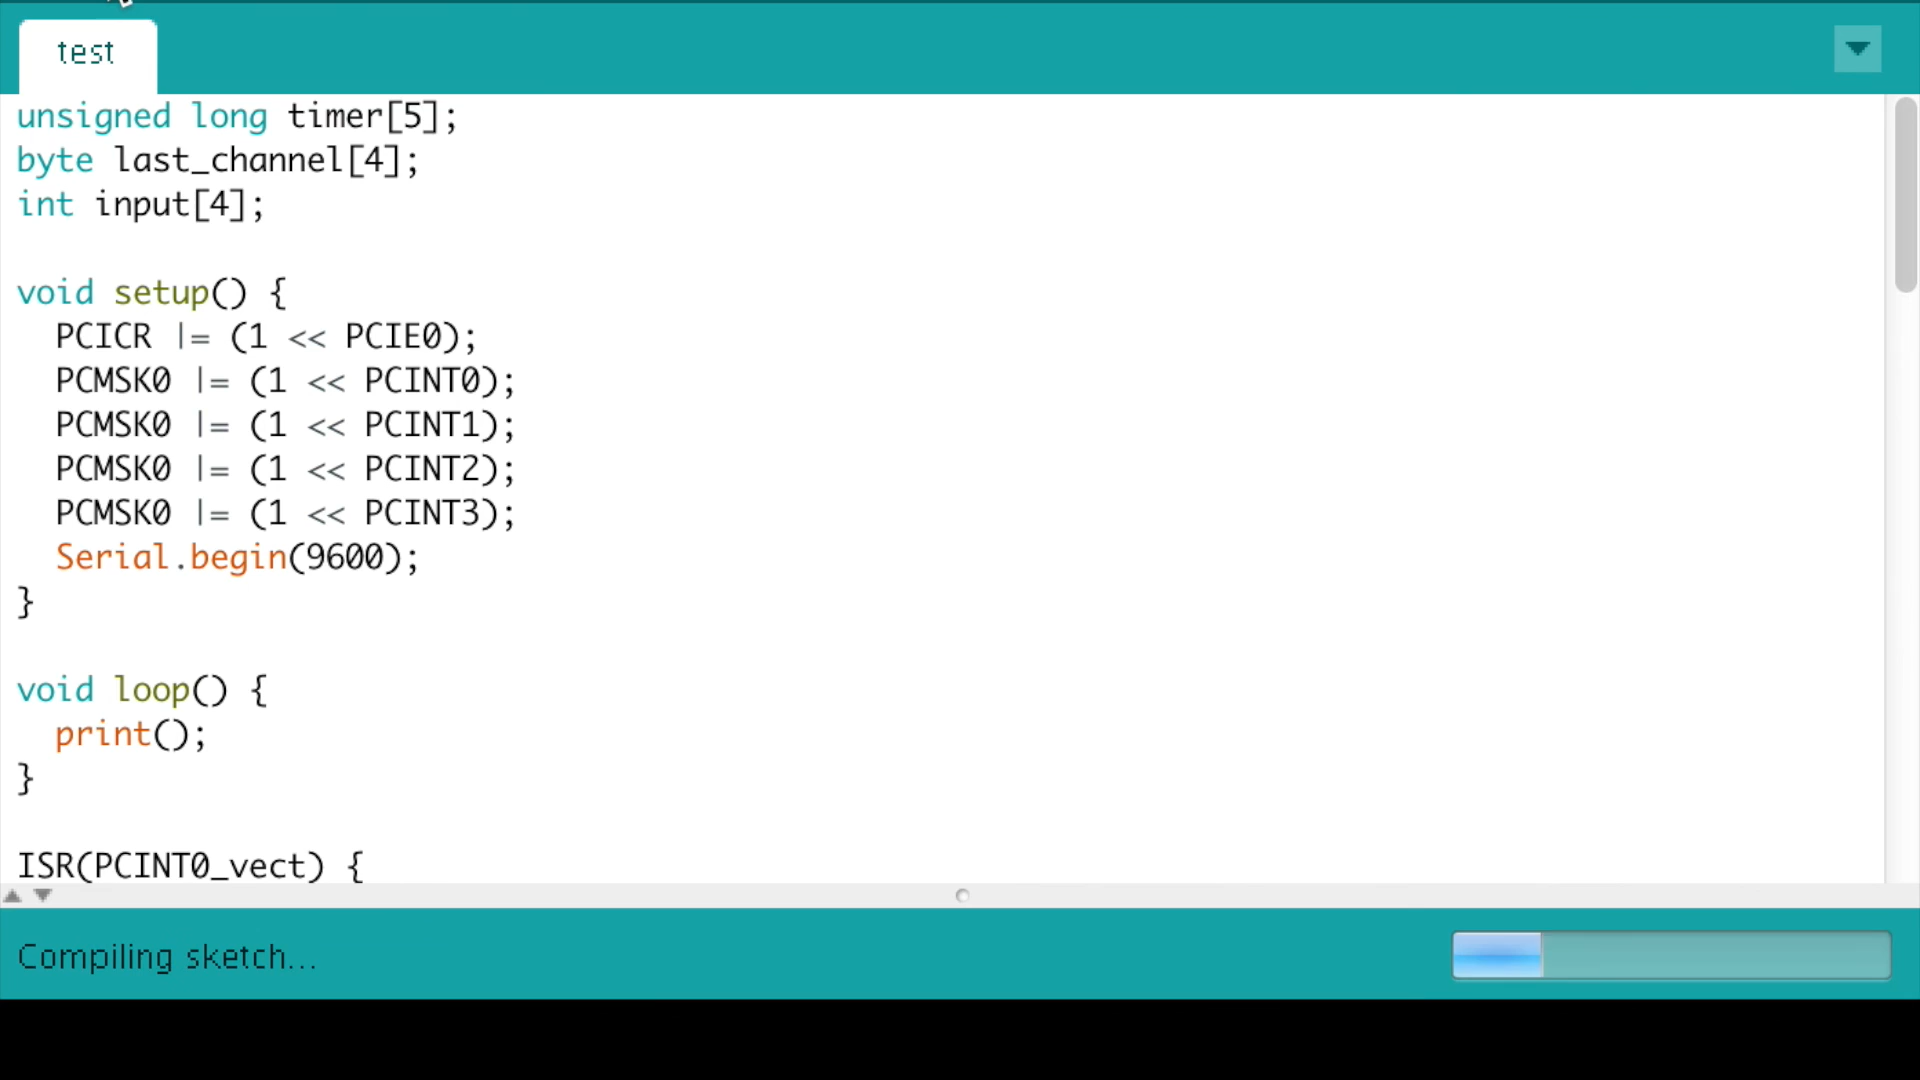 test
unsigned long timer[5];
byte last_channel[4];
int input[4];
void setup() {
PCICR |= (1 << PCIE0);
PCMSK0 |= (1 << PCINT0);
PCMSK0 |= (1 << PCINT1);
PCMSK0 |= (1 << PCINT2);
PCMSK0 |= (1 << PCINT3);
Serial.begin(9600);
}
void loop() {
print();
}
ISR(PCINT0_vect) {
Compiling sketch...